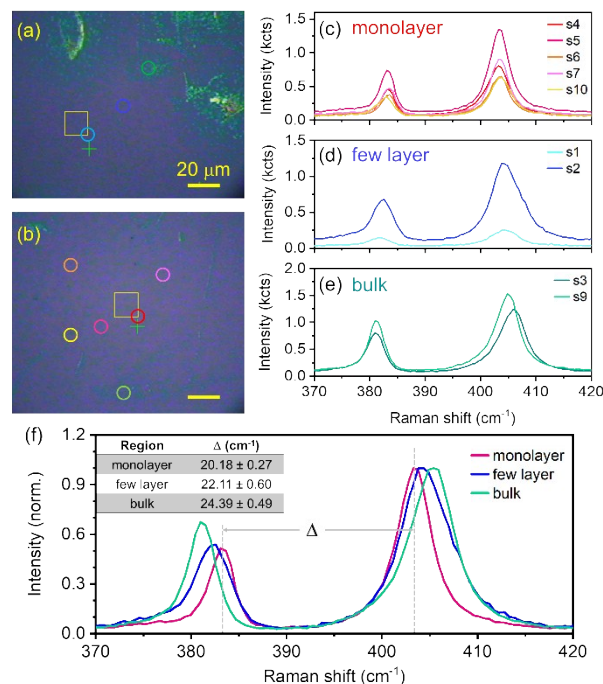 (a)
20 μm
(b)
(c) monolayer
s4
s5
s6
s7
s10
1.5
1.0
0.5
0.0
Intensity (kcts)
(d) few layer
s1
s2
1.5
1.0
0.5
0.0
Intensity (kcts)
(e) bulk
s3
s9
2.0
1.5
1.0
0.5
0.0
Intensity (kcts)
370 380 390 400 410 420
Raman shift (cm⁻¹)
(f)
Region Δ (cm⁻¹)
monolayer 20.18 ± 0.27
few layer 22.11 ± 0.60
bulk 24.39 ± 0.49
monolayer
few layer
bulk
Δ
1.2
0.9
0.6
0.3
0.0
Intensity (norm.)
370 380 390 400 410 420
Raman shift (cm⁻¹)